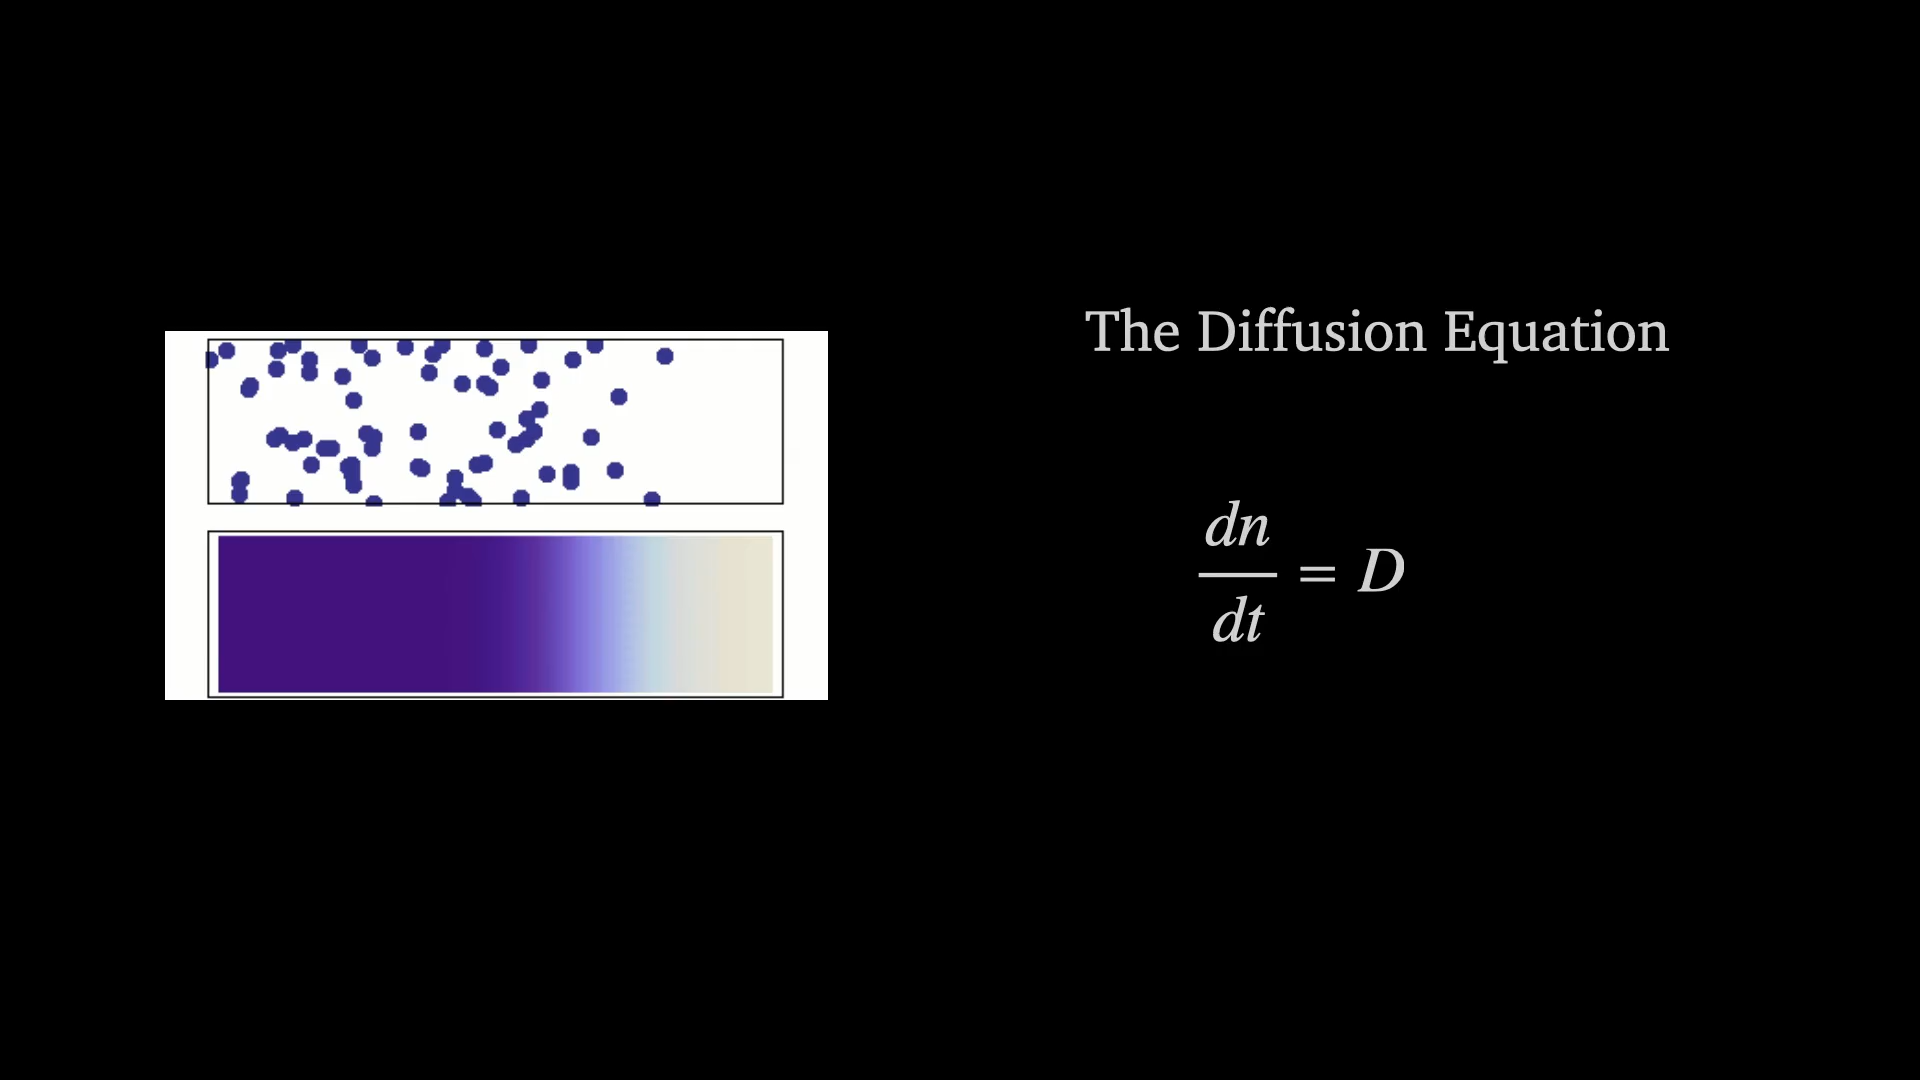 The Diffusion Equation
dn/dt = D